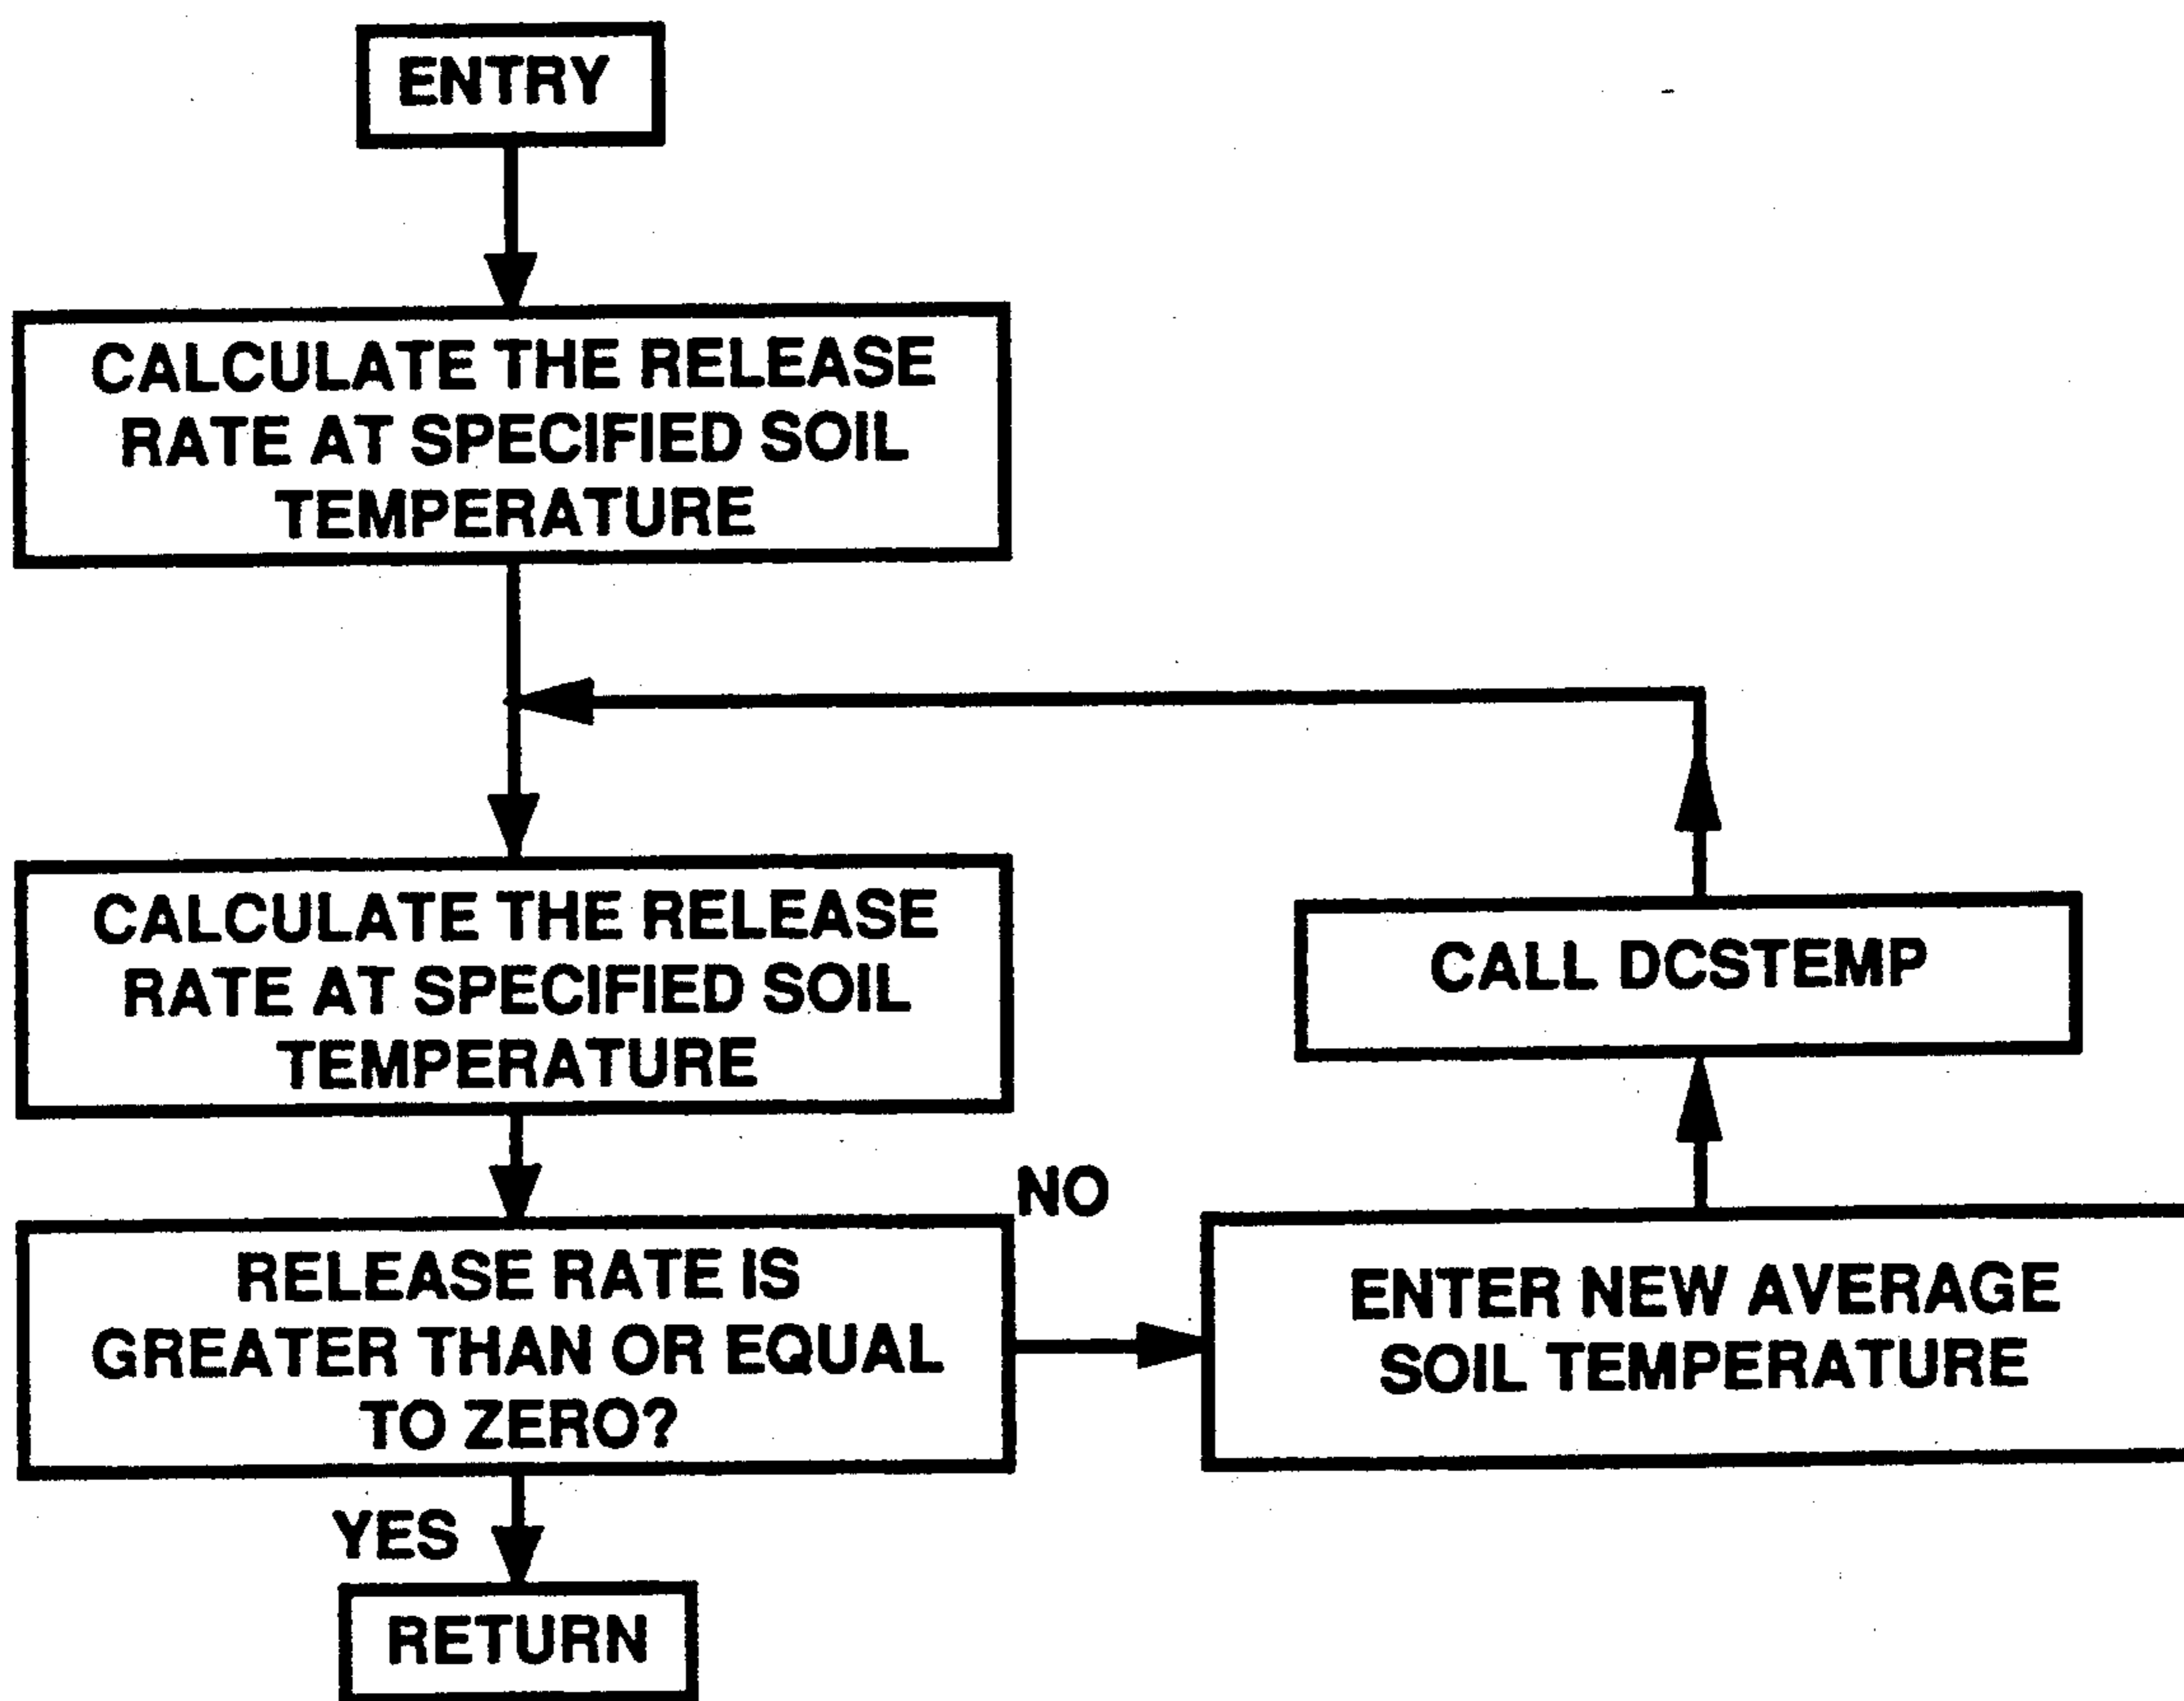 ENTRY
CALCULATE THE RELEASE
RATE AT SPECIFIED SOIL
TEMPERATURE
CALCULATE THE RELEASE
RATE AT SPECIFIED SOIL
TEMPERATURE
CALL DCSTEMP
NO
RELEASE RATE IS
GREATER THAN OR EQUAL
TO ZERO?
ENTER NEW AVERAGE
SOIL TEMPERATURE
YES
RETURN